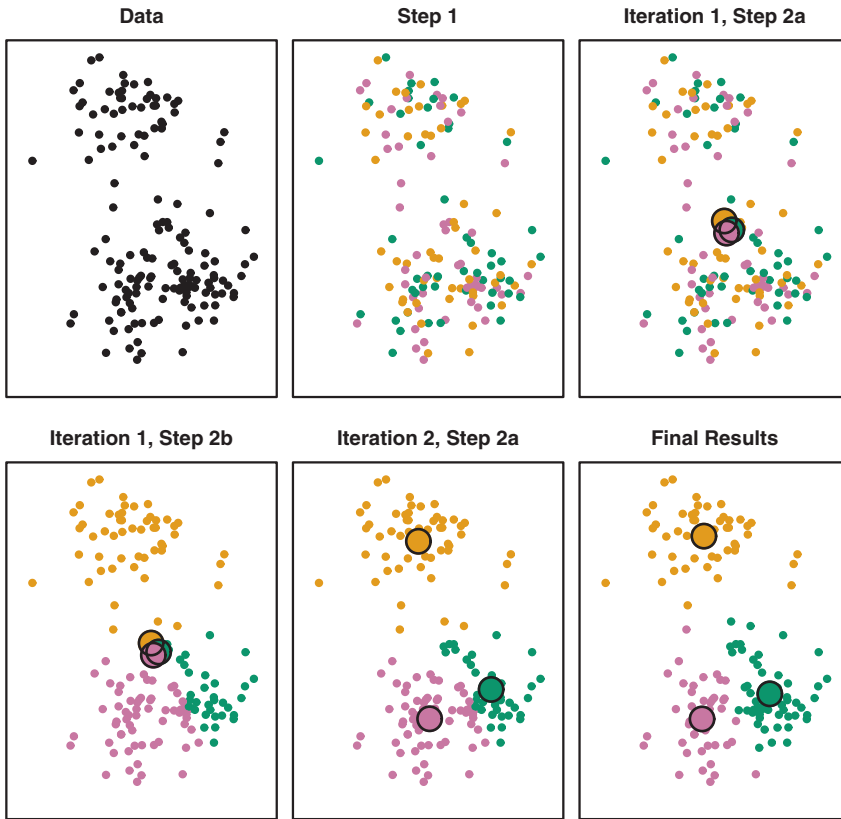 Data
Step 1
Iteration 1, Step 2a
Iteration 1, Step 2b
Iteration 2, Step 2a
Final Results